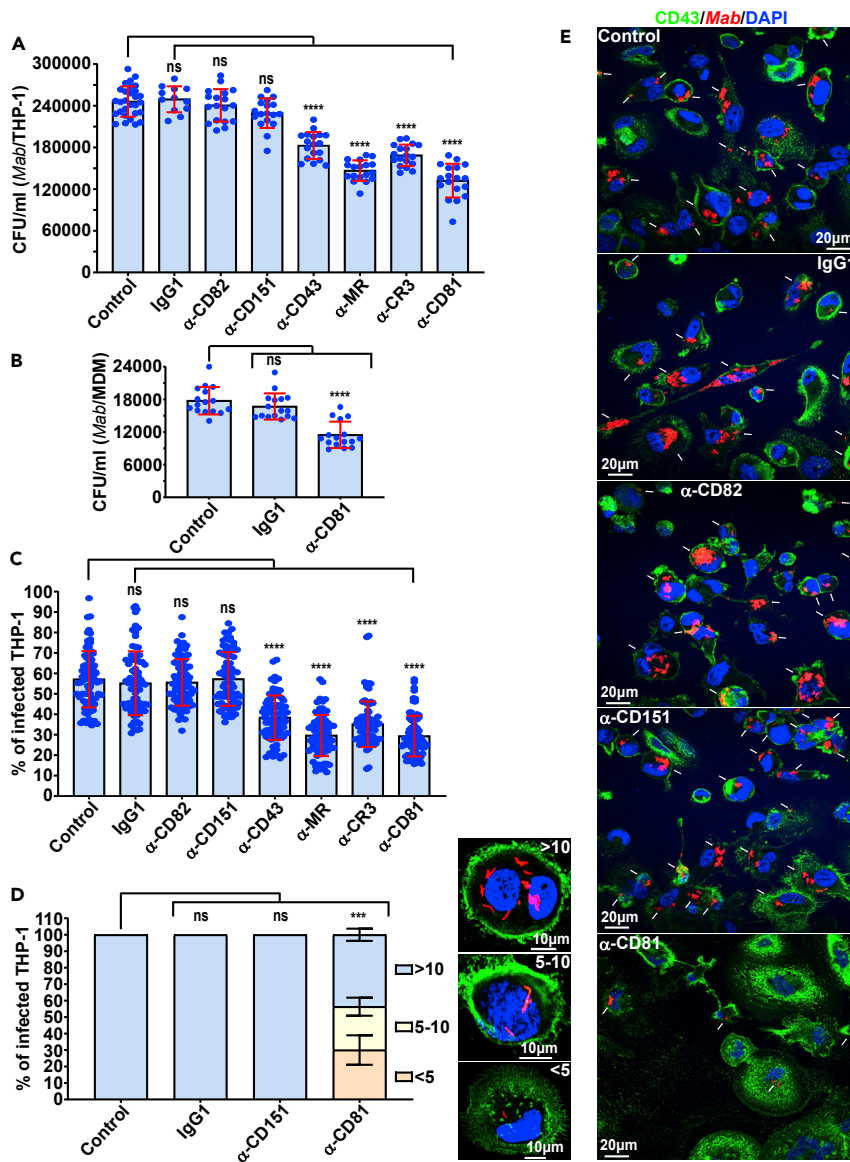 A
ns
ns
ns
****
****
****
****
300000
240000
180000
120000
60000
0
CFU/ml (Mab/THP-1)
Control
IgG1
α-CD82
α-CD151
α-CD43
α-MR
α-CR3
α-CD81
B
ns
****
24000
18000
12000
6000
0
CFU/ml (Mab/MDM)
Control
IgG1
α-CD81
C
ns
ns
ns
****
****
****
****
100
90
80
70
60
50
40
30
20
10
0
% of infected THP-1
Control
IgG1
α-CD82
α-CD151
α-CD43
α-MR
α-CR3
α-CD81
D
ns
ns
***
110
100
90
80
70
60
50
40
30
20
10
0
% of infected THP-1
Control
IgG1
α-CD151
α-CD81
>10
5-10
<5
>10
10μm
5-10
10μm
<5
10μm
E
CD43/Mab/DAPI
Control
20μm
IgG1
20μm
α-CD82
20μm
α-CD151
20μm
α-CD81
20μm